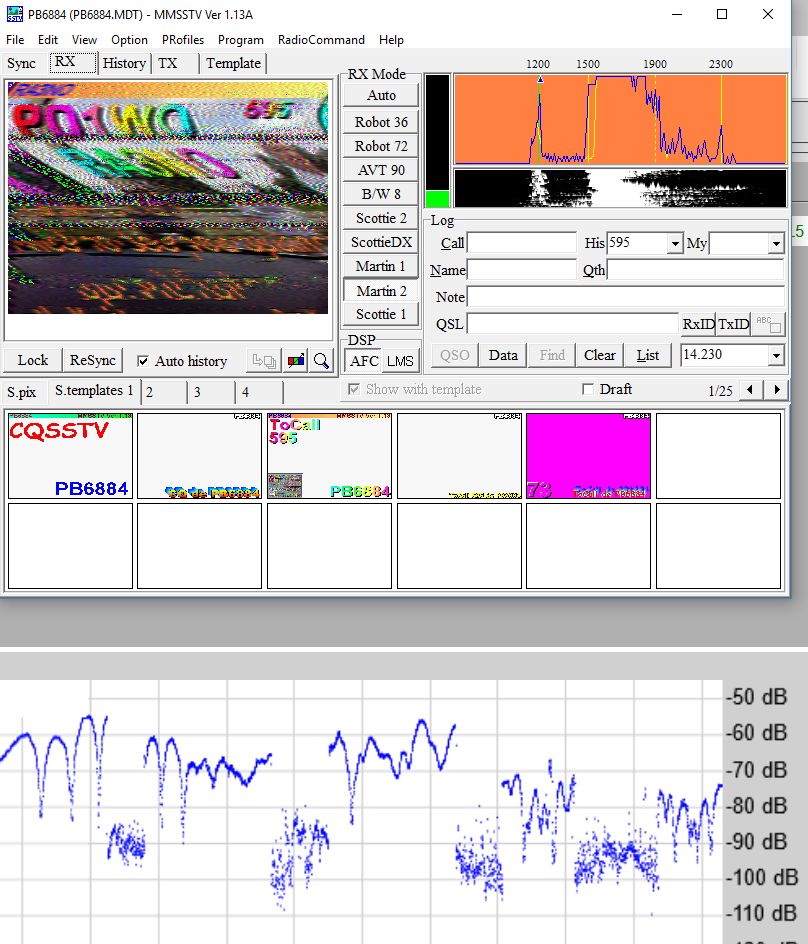 PB6884 (PB6884.MDT) - MMSSTV Ver 1.13A
File Edit View Option PRofiles Program RadioCommand Help
Sync RX History TX Template
RX Mode
Auto
Robot 36
Robot 72
AVT 90
B/W 8
Scottie 2
ScottieDX
Martin 1
Martin 2
Scottie 1
DSP
AFC LMS
1200 1500 1900 2300
595
Log
Call His 595 My
Name Qth
Note
QSL RxID TxID ABC
QSO Data Find Clear List 14.230
Lock ReSync Auto history
S.pix S.templates 1 2 3 4
Show with template Draft 1/25
CQSSTV
PB6884
PB6884
ToCall
595
PB6884
73
-50 dB
-60 dB
-70 dB
-80 dB
-90 dB
-100 dB
-110 dB